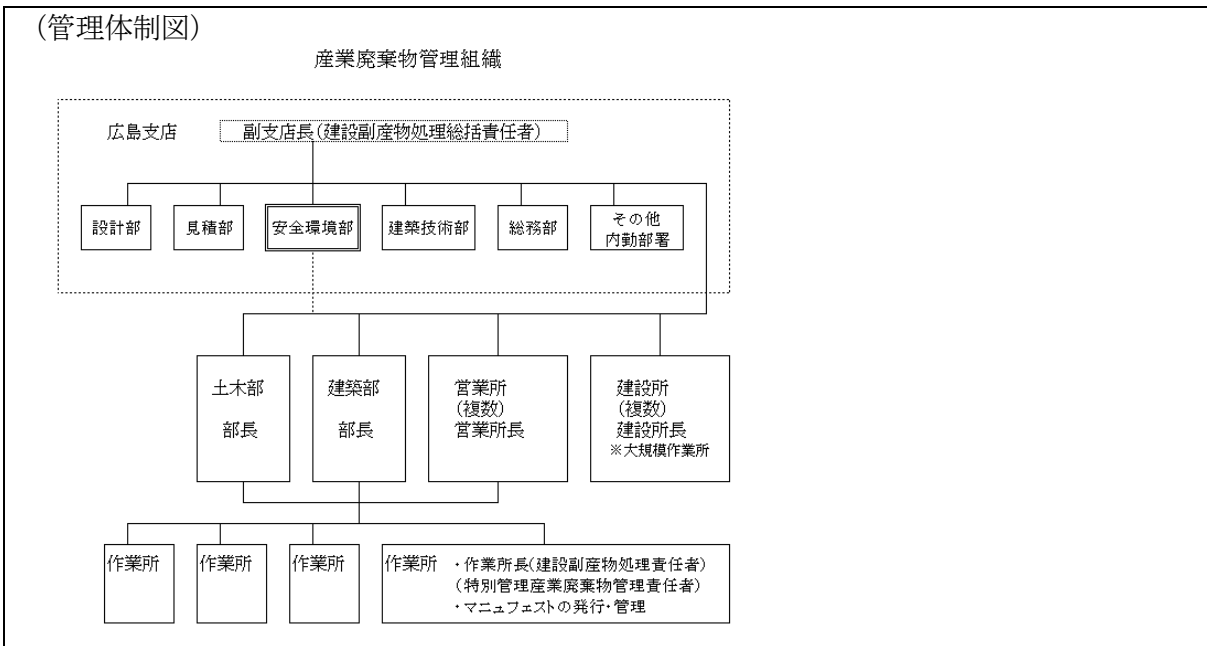 (管理体制図)
産業廃棄物管理組織
広島支店
副支店長(建設副産物処理総括責任者)
設計部
見積部
安全環境部
建築技術部
総務部
その他
内勤部署
土木部
部長
建築部
部長
営業所
(複数)
営業所長
建設所
(複数)
建設所長
※大規模作業所
作業所
作業所
作業所
作業所
・作業所長(建設副産物処理責任者)
(特別管理産業廃棄物管理責任者)
・マニュフェストの発行・管理